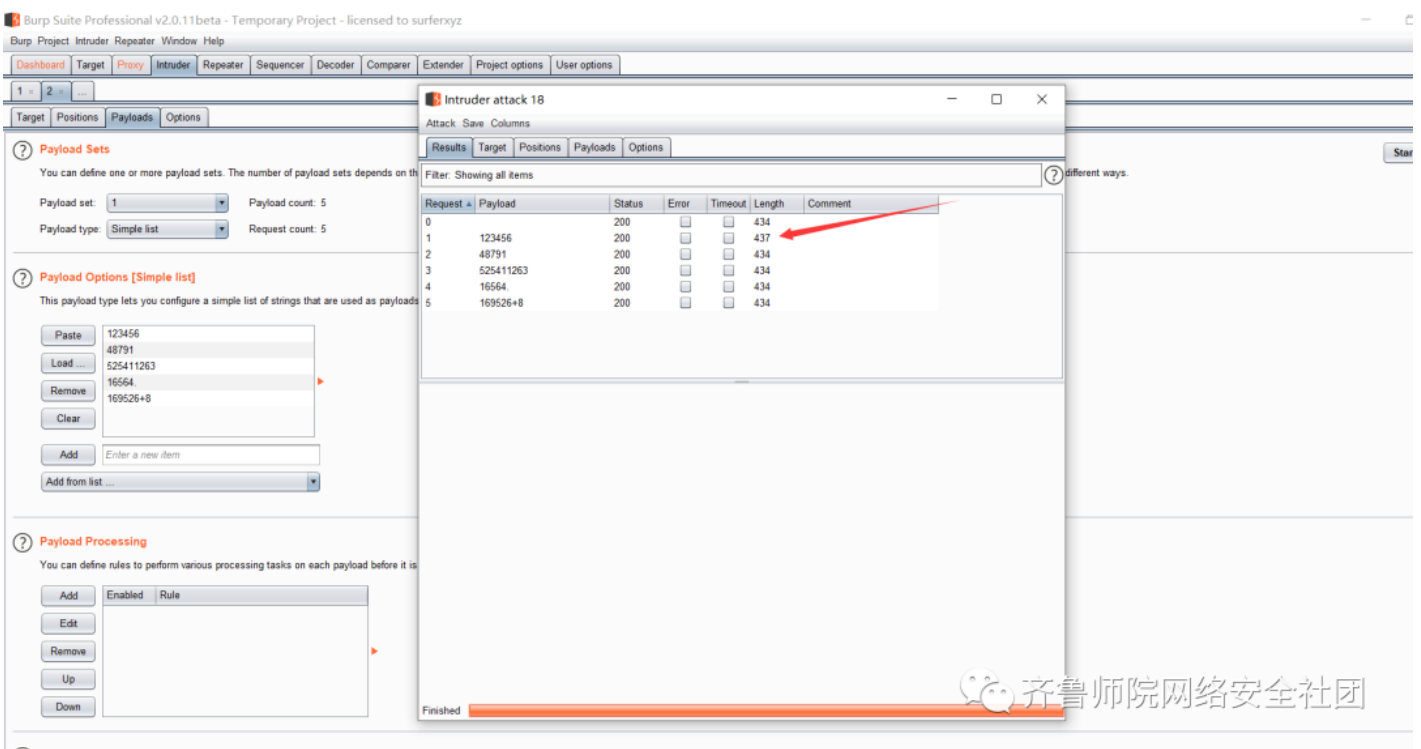 Burp Suite Professional v2.0.11beta - Temporary Project - licensed to surferxyz
Burp Project Intruder Repeater Window Help
Dashboard Target Proxy Intruder Repeater Sequencer Decoder Comparer Extender Project options User options
1 × 2 × ...
Target Positions Payloads Options
? Payload Sets
You can define one or more payload sets. The number of payload sets depends on th
different ways.
Star
Payload set: 1 Payload count: 5
Payload type: Simple list Request count: 5
? Payload Options [Simple list]
This payload type lets you configure a simple list of strings that are used as payloads
Paste
Load ...
Remove
Clear
123456
48791
525411263
16564.
169526+8
Add Enter a new item
Add from list ...
? Payload Processing
You can define rules to perform various processing tasks on each payload before it is
Add
Edit
Remove
Up
Down
Enabled Rule
Intruder attack 18
Attack Save Columns
Results Target Positions Payloads Options
Filter: Showing all items ?
Request Payload Status Error Timeout Length Comment
0 200 434
1 123456 200 437
2 48791 200 434
3 525411263 200 434
4 16564. 200 434
5 169526+8 200 434
Finished
齐鲁师院网络安全社团